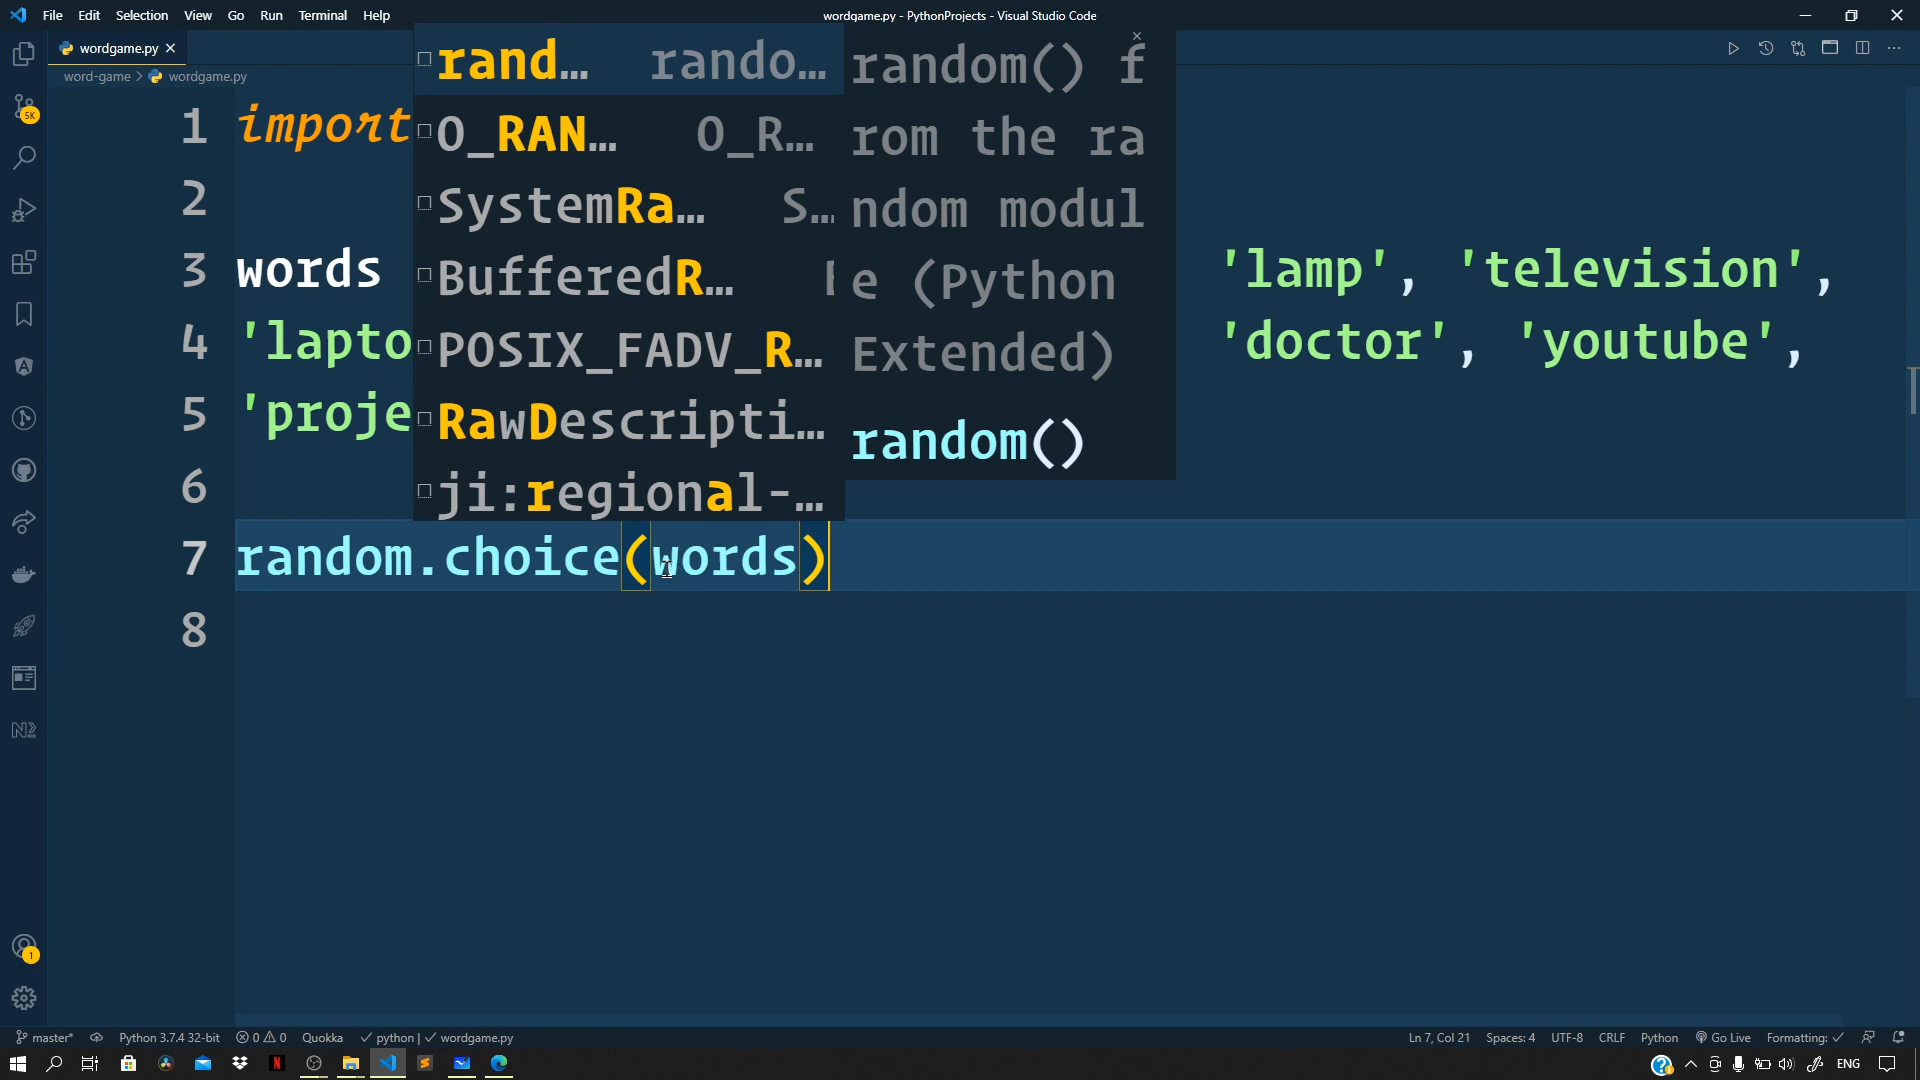 File Edit Selection View Go Run Terminal Help
wordgame.py - PythonProjects - Visual Studio Code
wordgame.py
word-game > wordgame.py
rand… rando…
O_RAN… O_R…
SystemRa… S…
BufferedR…
POSIX_FADV_R…
RawDescripti…
ji:regional-…
random() f
rom the ra
ndom modul
e (Python
Extended)
random()
1 import
2
3 words 'lamp', 'television',
4 'lapto 'doctor', 'youtube',
5 'proje
6
7 random.choice(words)
8
5K
1
master* Python 3.7.4 32-bit 0 0 Quokka python | wordgame.py
Ln 7, Col 21 Spaces: 4 UTF-8 CRLF Python Go Live Formatting:
ENG